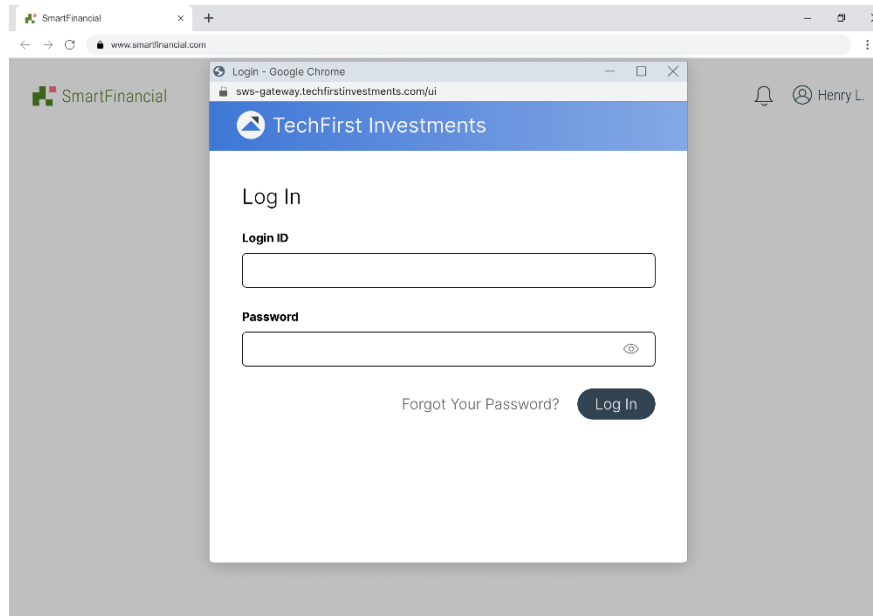 SmartFinancial
www.smartfinancial.com
Login - Google Chrome
sws-gateway.techfirstinvestments.com/ui
SmartFinancial
Henry L.
TechFirst Investments
Log In
Login ID
Password
Forgot Your Password? Log In